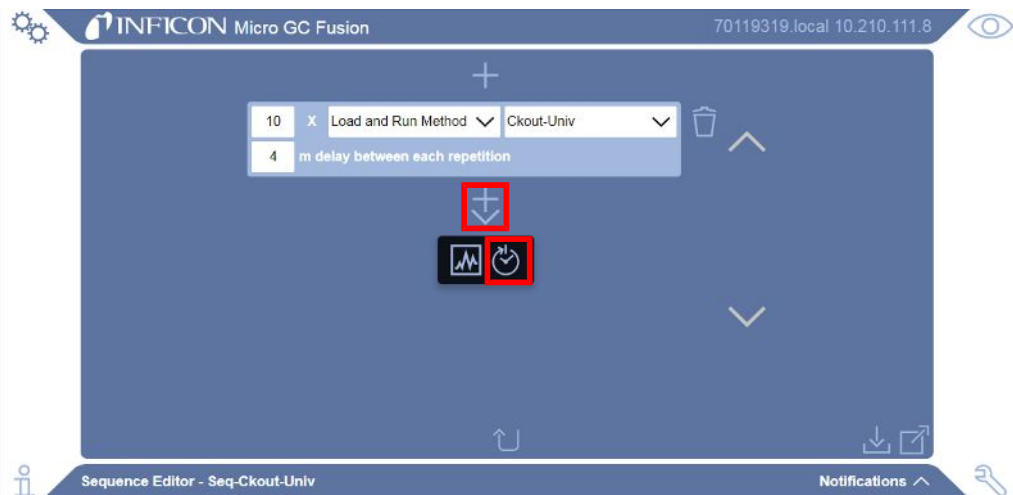 INFICON Micro GC Fusion
70119319.local 10.210.111.8
10 X Load and Run Method Ckout-Univ
4 m delay between each repetition
Sequence Editor - Seq-Ckout-Univ
Notifications